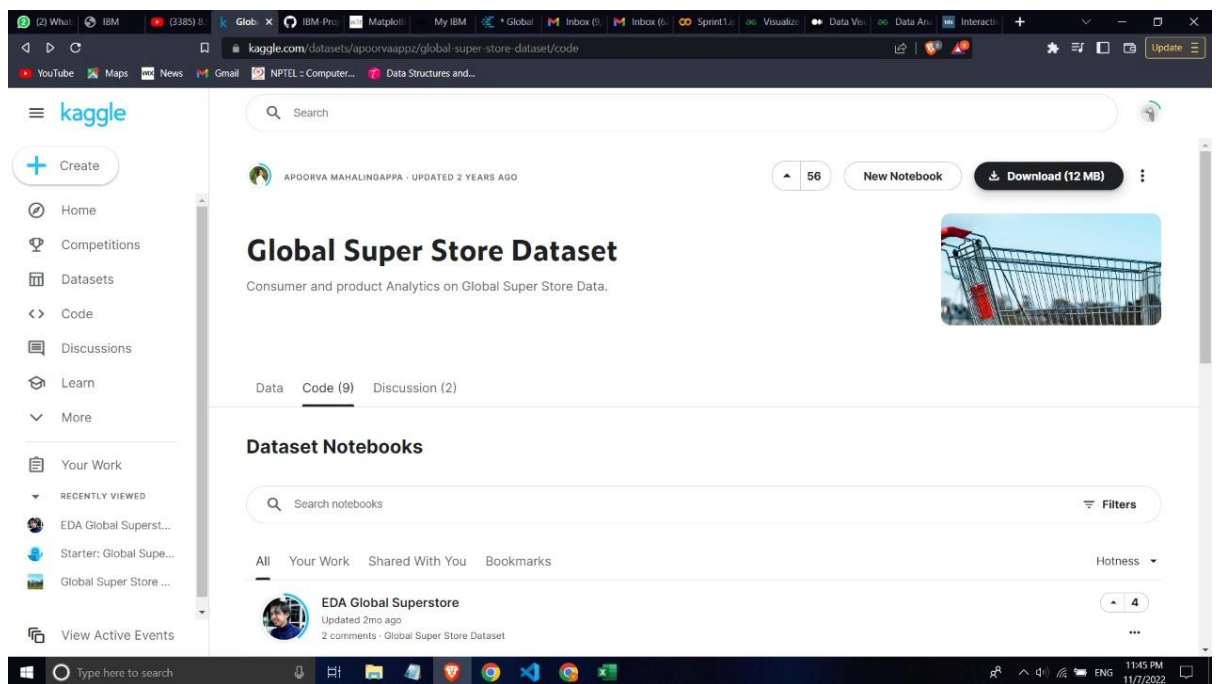 (2) What
IBM
(3385) 8.
Glob
IBM-Proj
Matplotli
My IBM
* Global
Inbox (9,
Inbox (62
Sprint1.i
Visualize
Data Vis
Data Ana
Interactiv
kaggle.com/datasets/apoorvaappz/global-super-store-dataset/code
Update
YouTube Maps News Gmail NPTEL :: Computer... Data Structures and...
kaggle
Search
Create
APOORVA MAHALINGAPPA · UPDATED 2 YEARS AGO
56
New Notebook
Download (12 MB)
Home
Competitions
Global Super Store Dataset
Datasets
Consumer and product Analytics on Global Super Store Data.
Code
Discussions
Learn
Data Code (9) Discussion (2)
More
Dataset Notebooks
Your Work
RECENTLY VIEWED
Search notebooks
Filters
EDA Global Superst...
Starter: Global Supe...
All Your Work Shared With You Bookmarks
Hotness
Global Super Store ...
EDA Global Superstore
4
Updated 2mo ago
2 comments · Global Super Store Dataset
View Active Events
Type here to search
ENG
11:45 PM
11/7/2022